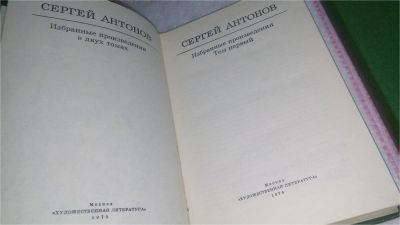 СЕРГЕЙ АНТОНОВ
Избранные произведения
в двух томах
Москва
«ХУДОЖЕСТВЕННАЯ ЛИТЕРАТУРА»
СЕРГЕЙ АНТОНОВ
Избранные произведения
Том первый
Москва
«ХУДОЖЕСТВЕННАЯ ЛИТЕРАТУРА»